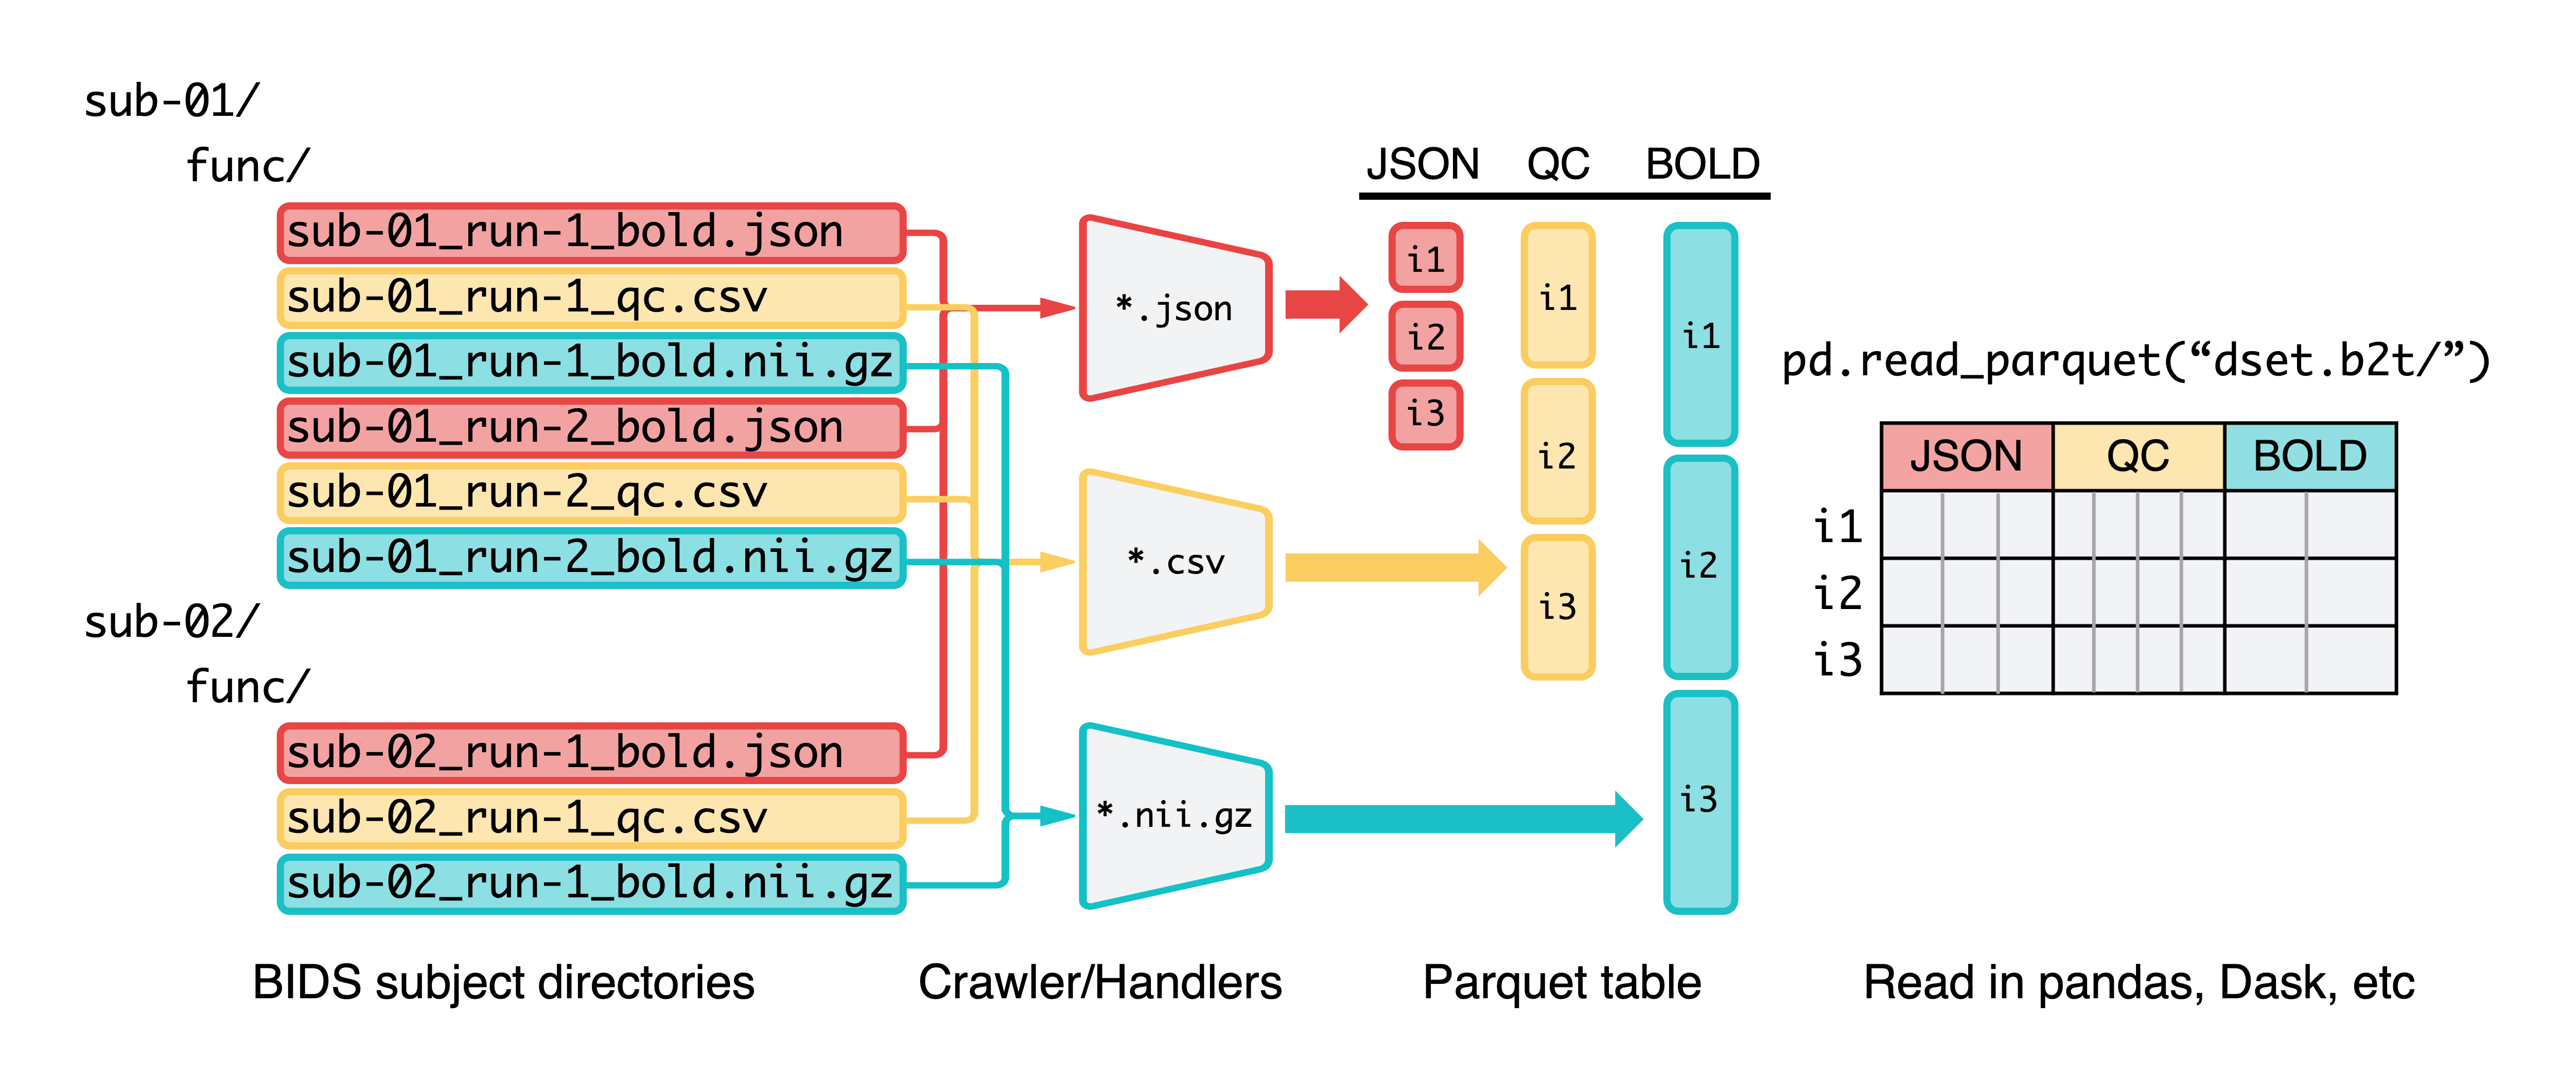 sub-01/
func/
sub-01_run-1_bold.json
sub-01_run-1_qc.csv
sub-01_run-1_bold.nii.gz
sub-01_run-2_bold.json
sub-01_run-2_qc.csv
sub-01_run-2_bold.nii.gz
sub-02/
func/
sub-02_run-1_bold.json
sub-02_run-1_qc.csv
sub-02_run-1_bold.nii.gz
BIDS subject directories
*.json
*.csv
*.nii.gz
Crawler/Handlers
JSON QC BOLD
i1
i2
i3
i1
i2
i3
i1
i2
i3
Parquet table
pd.read_parquet(“dset.b2t/”)
JSON QC BOLD
i1
i2
i3
Read in pandas, Dask, etc